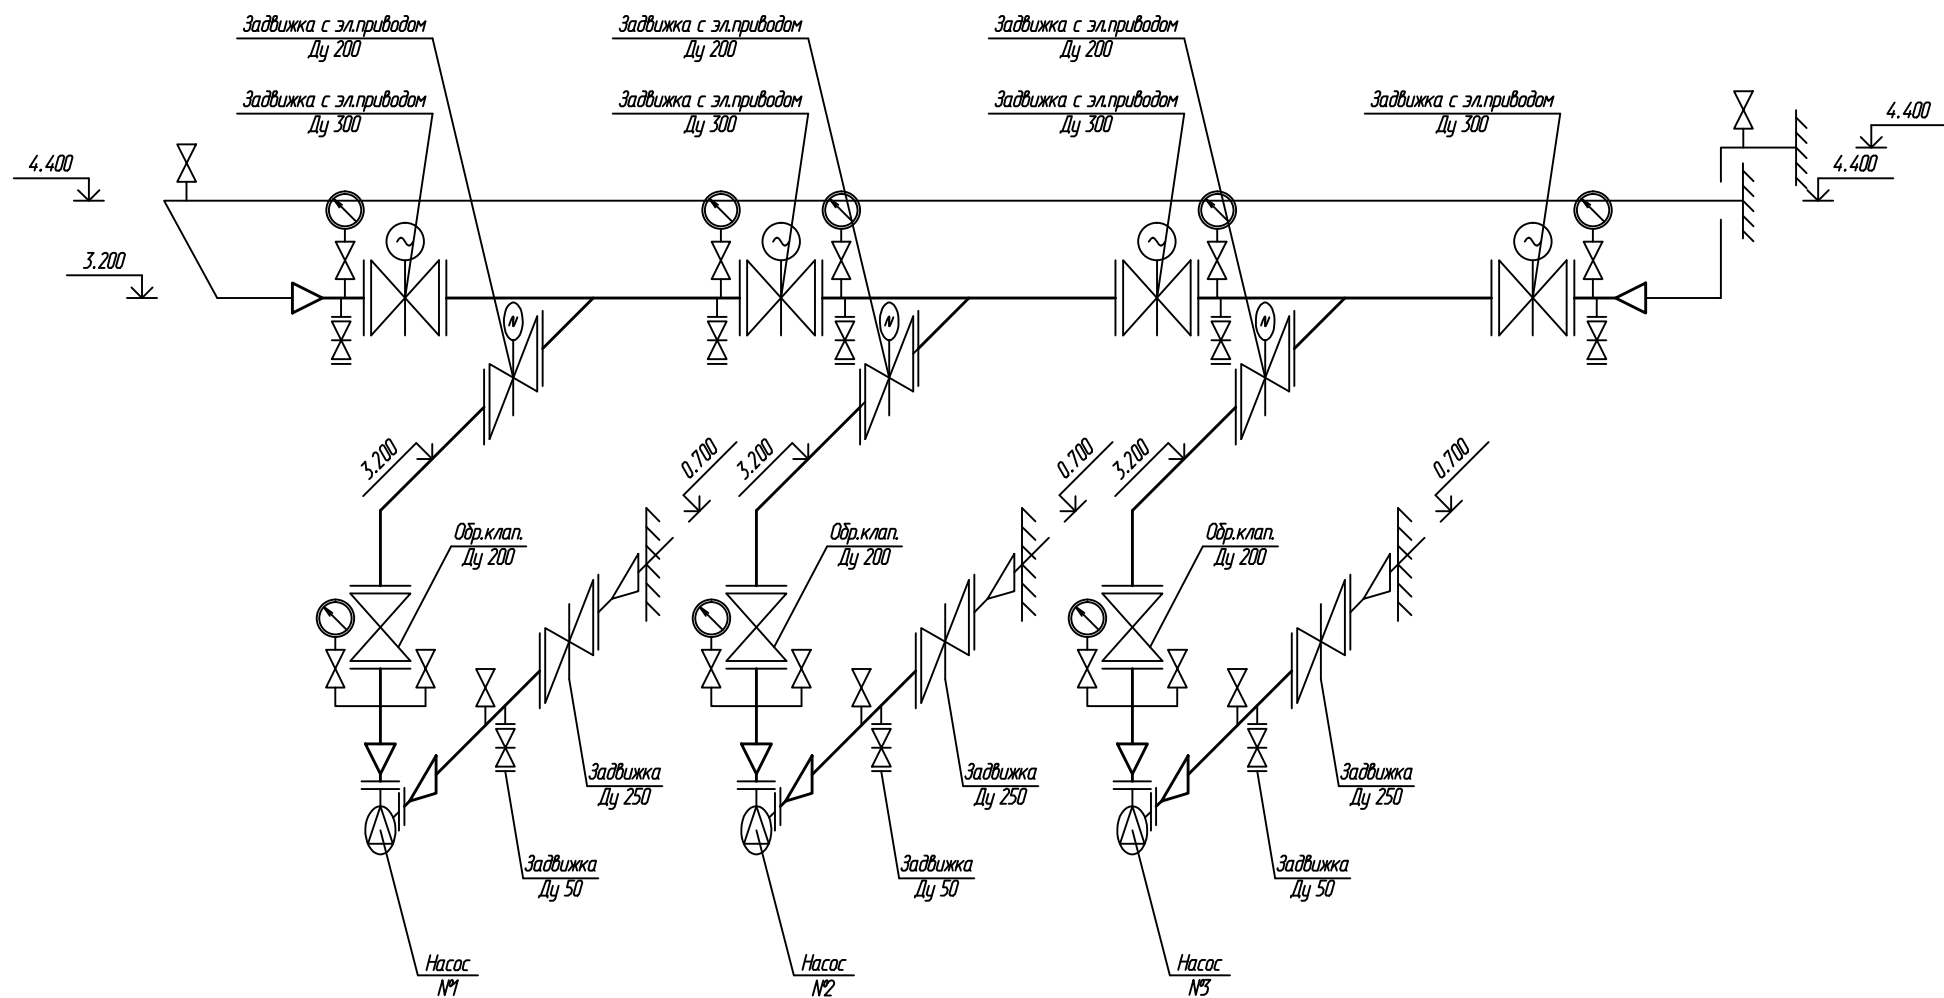 Задвижка с эл.приводом
Ду 200
Задвижка с эл.приводом
Ду 200
Задвижка с эл.приводом
Ду 200
Задвижка с эл.приводом
Ду 300
Задвижка с эл.приводом
Ду 300
Задвижка с эл.приводом
Ду 300
Задвижка с эл.приводом
Ду 300
4.400
4.400
4.400
3.200
N
N
N
3.200
0.700
3.200
0.700
3.200
0.700
Обр.клап.
Ду 200
Обр.клап.
Ду 200
Обр.клап.
Ду 200
Задвижка
Ду 250
Задвижка
Ду 250
Задвижка
Ду 250
Задвижка
Ду 50
Задвижка
Ду 50
Задвижка
Ду 50
Насос
№1
Насос
№2
Насос
№3